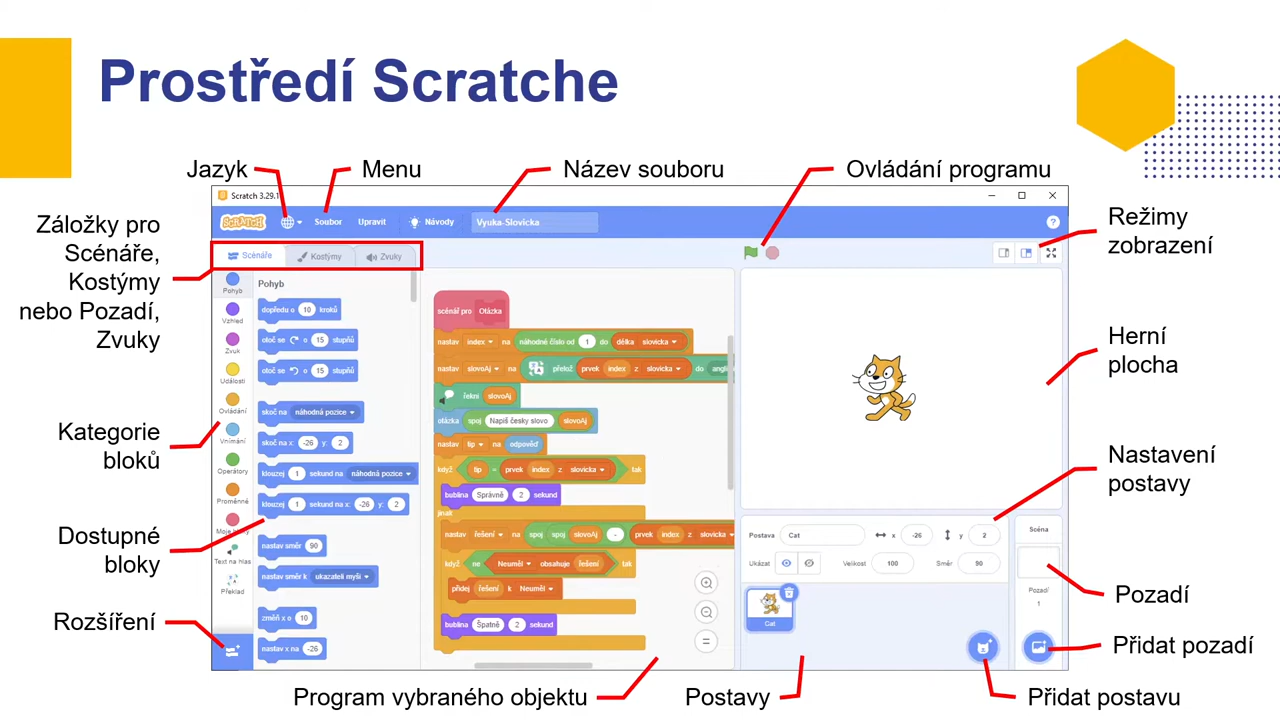 Prostředí Scratche
Jazyk
Menu
Název souboru
Ovládání programu
Záložky pro
Scénáře,
Kostýmy
nebo Pozadí,
Zvuky
Kategorie
bloků
Dostupné
bloky
Rozšíření
Scratch 3.29.1
SCRATCH
Soubor
Upravit
Návody
Vyuka-Slovicka
?
Scénáře
Kostýmy
Zvuky
Pohyb
Vzhled
Zvuk
Události
Ovládání
Vnímání
Operátory
Proměnné
Moje
Text na hlas
Překlad
Pohyb
dopředu o 10 kroků
otoč se o 15 stupňů
otoč se o 15 stupňů
skoč na náhodná pozice
skoč na x: -26 y: 2
klouzej 1 sekund na náhodná pozice
klouzej 1 sekund na x: -26 y: 2
nastav směr 90
nastav směr k ukazateli myši
změň x o 10
nastav x na -26
scénář pro Otázka
nastav index na náhodné číslo od 1 do délka slovicka
nastav slovoAj na přelož prvek index z slovicka do angli
řekni slovoAj
otázka spoj Napiš česky slovo slovoAj
nastav tip na odpověď
když tip = prvek index z slovicka tak
bublina Správně 2 sekund
jinak
nastav řešení na spoj spoj slovoAj - prvek index z slovicka
když ne Neuměl obsahuje řešení tak
přidej řešení k Neuměl
bublina Špatně 2 sekund
Postava Cat x -26 y 2
Ukázat Velikost 100 Směr 90
Cat
Scéna
Pozadí
1
Režimy
zobrazení
Herní
plocha
Nastavení
postavy
Pozadí
Přidat pozadí
Program vybraného objektu
Postavy
Přidat postavu